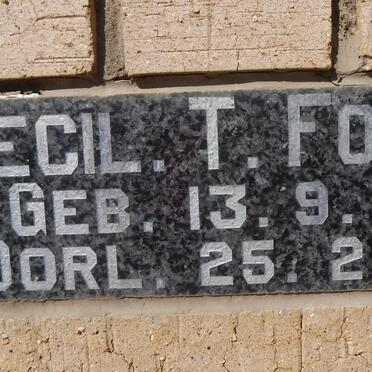 ECIL. T. FO
GEB. 13. 9.
OORL. 25. 2